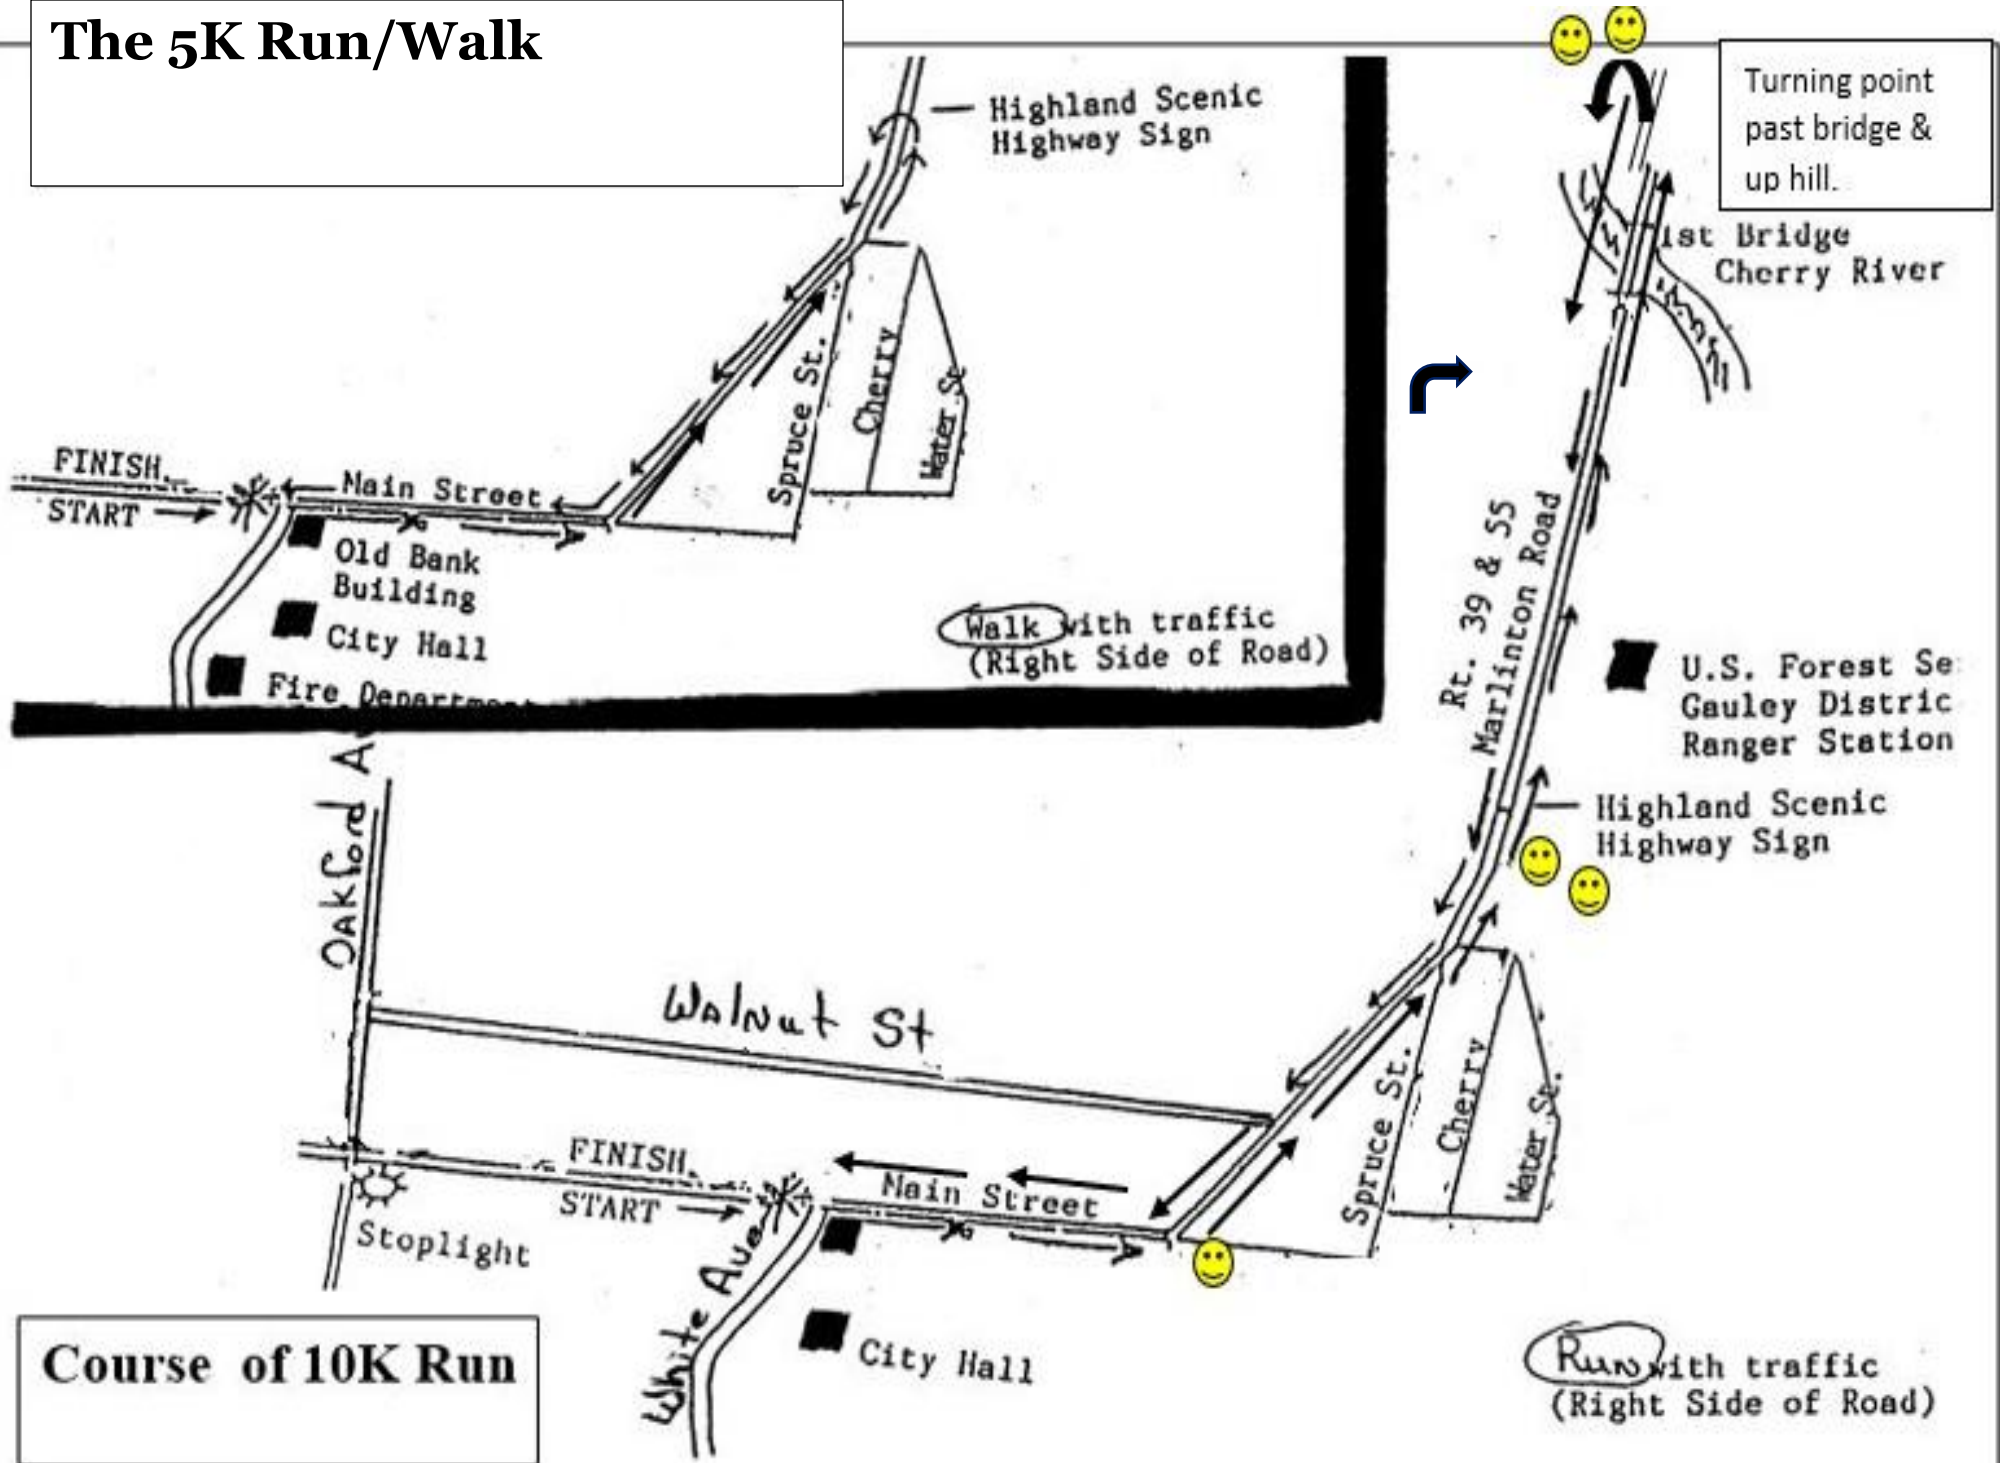 The 5K Run/Walk
Highland Scenic
Highway Sign
FINISH
START
Main Street
Spruce St.
Cherry
Water St
Old Bank
Building
City Hall
Fire Department
Walk with traffic
(Right Side of Road)
Turning point
past bridge &
up hill.
1st Bridge
Cherry River
Rt. 39 & 55
Marlinton Road
U.S. Forest Se
Gauley Distric
Ranger Station
Highland Scenic
Highway Sign
Oakford A
Walnut St
FINISH
START
Main Street
Stoplight
White Ave
City Hall
Spruce St.
Cherry
Water St.
Course of 10K Run
Run with traffic
(Right Side of Road)